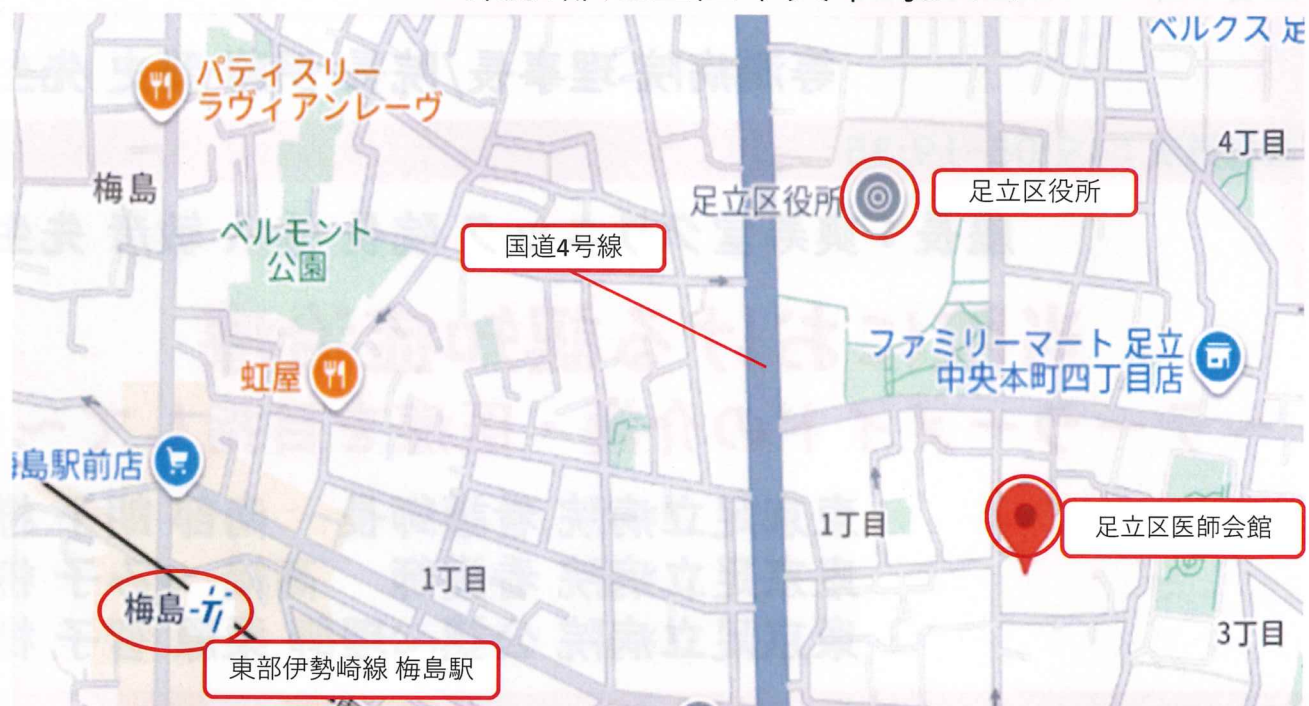 ベルクス 足
パティスリー
ラヴィアンレーヴ
4丁目
梅島
足立区役所
足立区役所
ベルモント
公園
国道4号線
ファミリーマート 足立
中央本町四丁目店
虹屋
島駅前店
1丁目
足立区医師会館
1丁目
梅島
3丁目
東部伊勢崎線 梅島駅